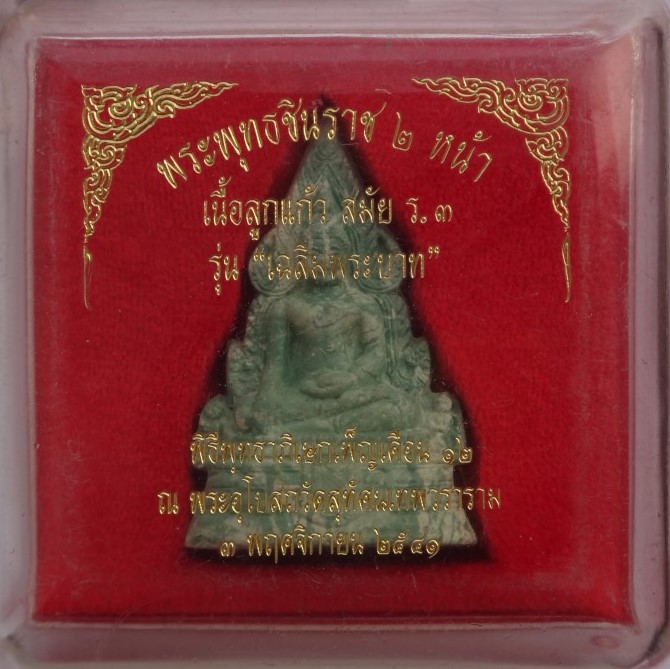 พระพุทธชินราช ๒ หน้า
เนื้อลูกแก้ว สมัย ร.๓
รุ่น “เฉลิมพระบาท”
พิธีพุทธาภิเษกเพ็ญเดือน ๑๒
ณ พระอุโบสถวัดสุทัศนเทพวราราม
๓ พฤศจิกายน ๒๕๔๑